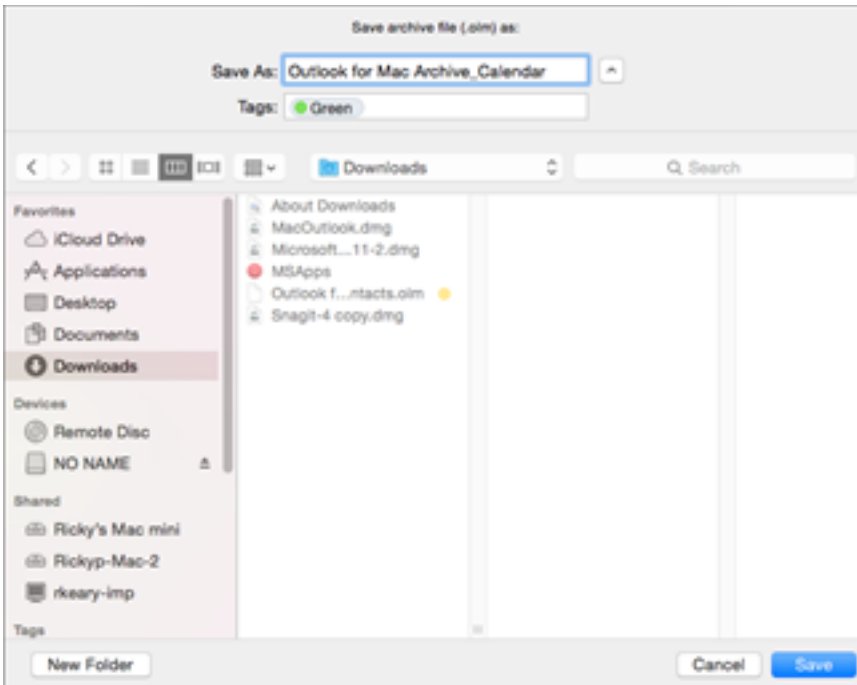 Save archive file (.olm) as:
Save As: Outlook for Mac Archive_Calendar
Tags: Green
Downloads
Search
Favorites
iCloud Drive
Applications
Desktop
Documents
Downloads
Devices
Remote Disc
NO NAME
Shared
Ricky's Mac mini
Rickyp-Mac-2
rkeary-imp
Tags
About Downloads
MacOutlook.dmg
Microsoft...11-2.dmg
MSApps
Outlook f...ntacts.olm
Snagit-4 copy.dmg
New Folder
Cancel
Save